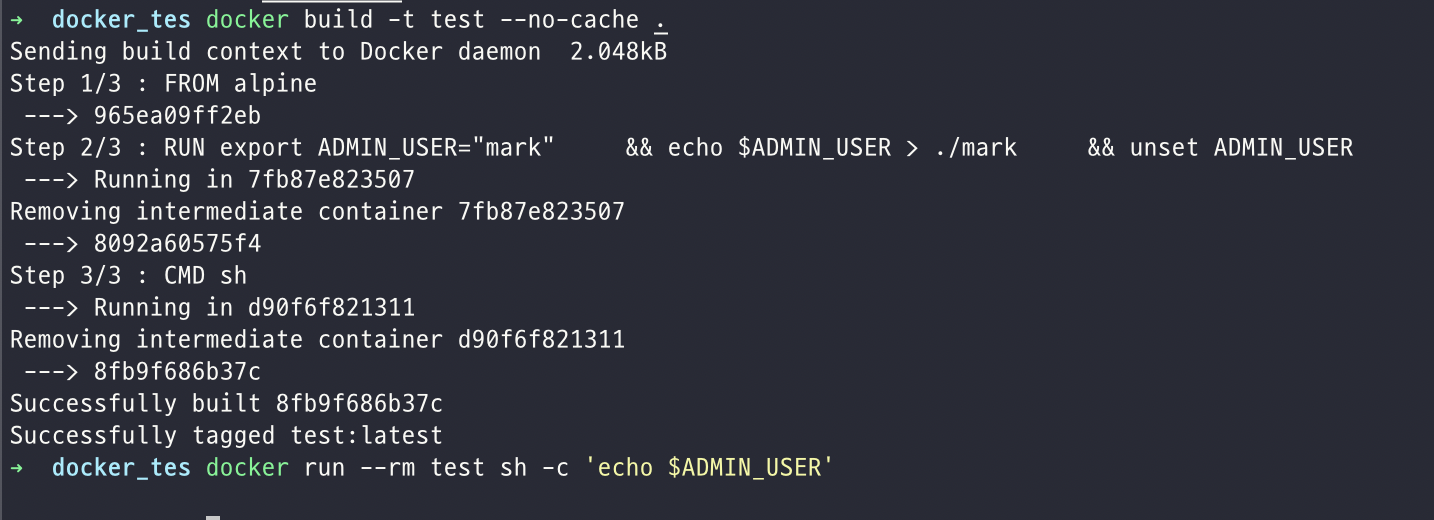 → docker_tes docker build -t test --no-cache .
Sending build context to Docker daemon  2.048kB
Step 1/3 : FROM alpine
 ---> 965ea09ff2eb
Step 2/3 : RUN export ADMIN_USER="mark"     && echo $ADMIN_USER > ./mark     && unset ADMIN_USER
 ---> Running in 7fb87e823507
Removing intermediate container 7fb87e823507
 ---> 8092a60575f4
Step 3/3 : CMD sh
 ---> Running in d90f6f821311
Removing intermediate container d90f6f821311
 ---> 8fb9f686b37c
Successfully built 8fb9f686b37c
Successfully tagged test:latest
→ docker_tes docker run --rm test sh -c 'echo $ADMIN_USER'